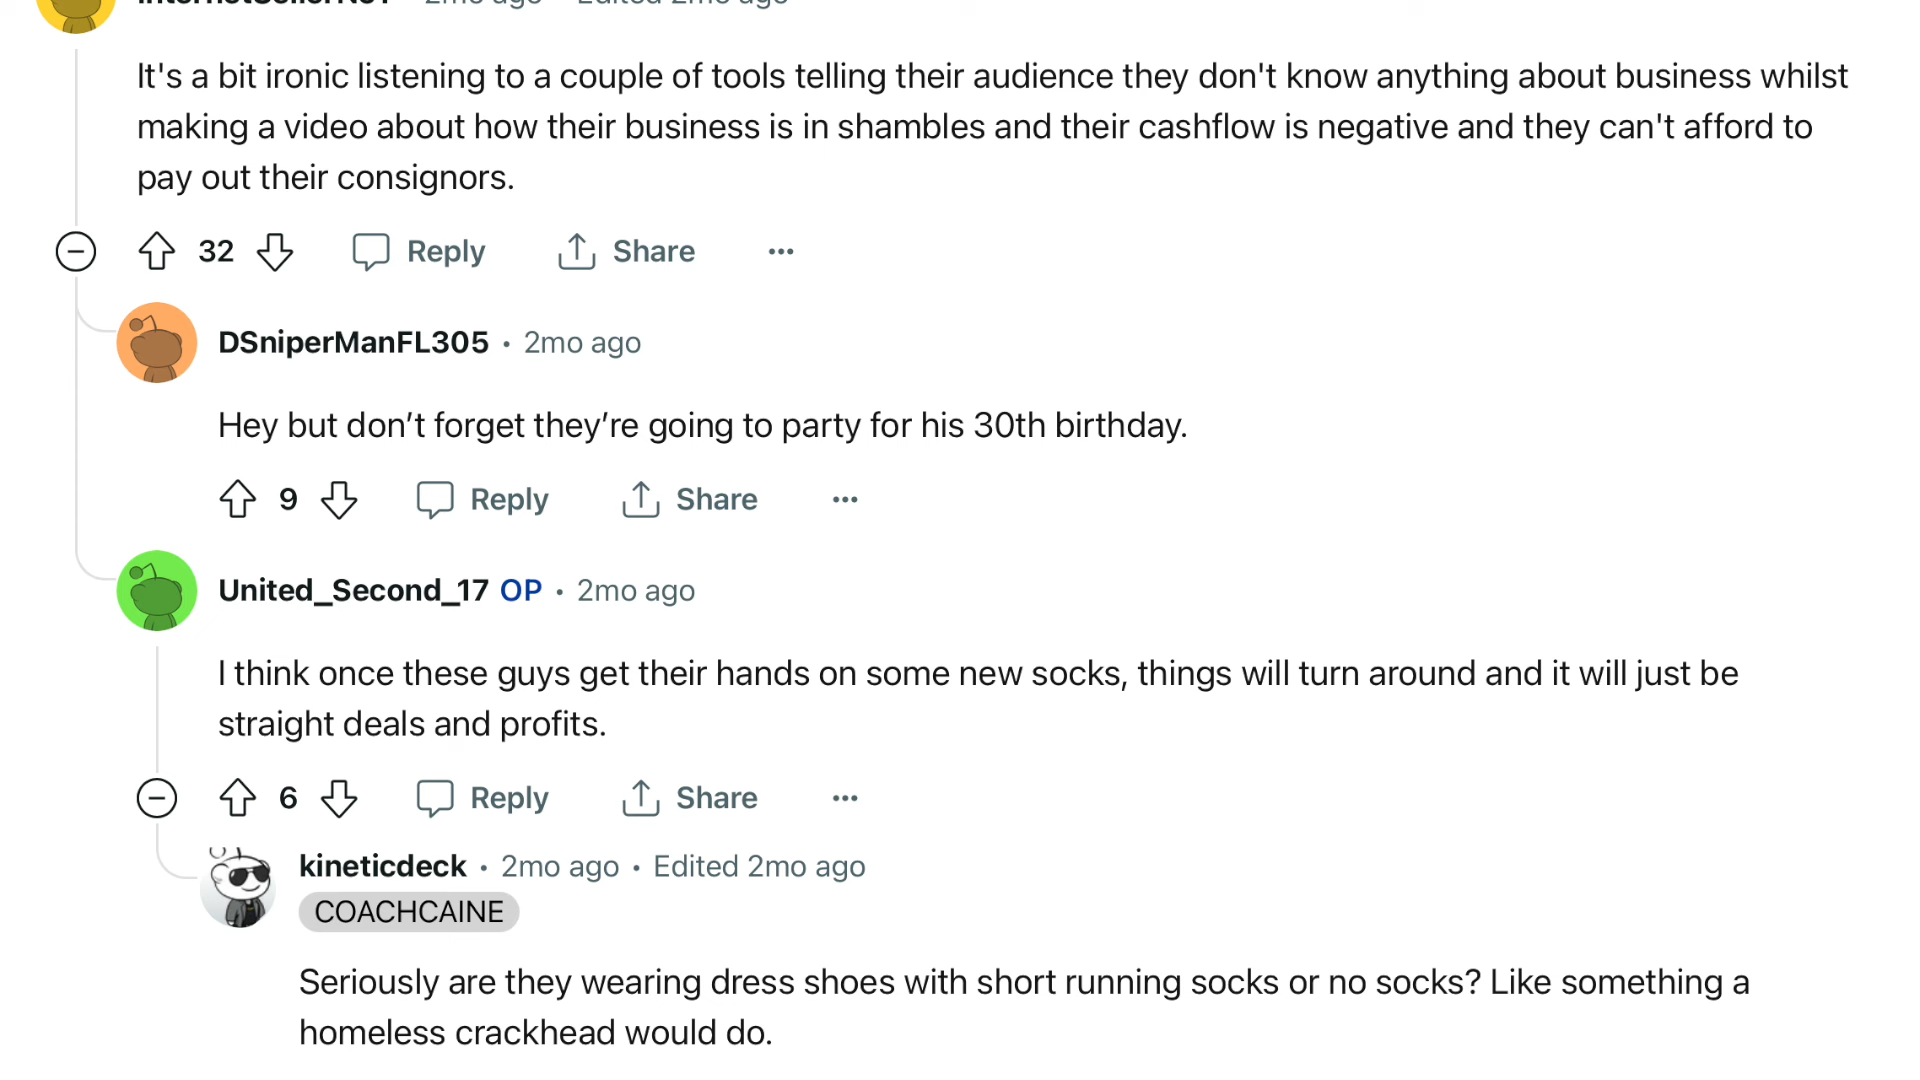 It's a bit ironic listening to a couple of tools telling their audience they don't know anything about business whilst
making a video about how their business is in shambles and their cashflow is negative and they can't afford to
pay out their consignors.
32 Reply Share
DSniperManFL305 • 2mo ago
Hey but don’t forget they’re going to party for his 30th birthday.
9 Reply Share
United_Second_17 OP • 2mo ago
I think once these guys get their hands on some new socks, things will turn around and it will just be
straight deals and profits.
6 Reply Share
kineticdeck • 2mo ago • Edited 2mo ago
COACHCAINE
Seriously are they wearing dress shoes with short running socks or no socks? Like something a
homeless crackhead would do.